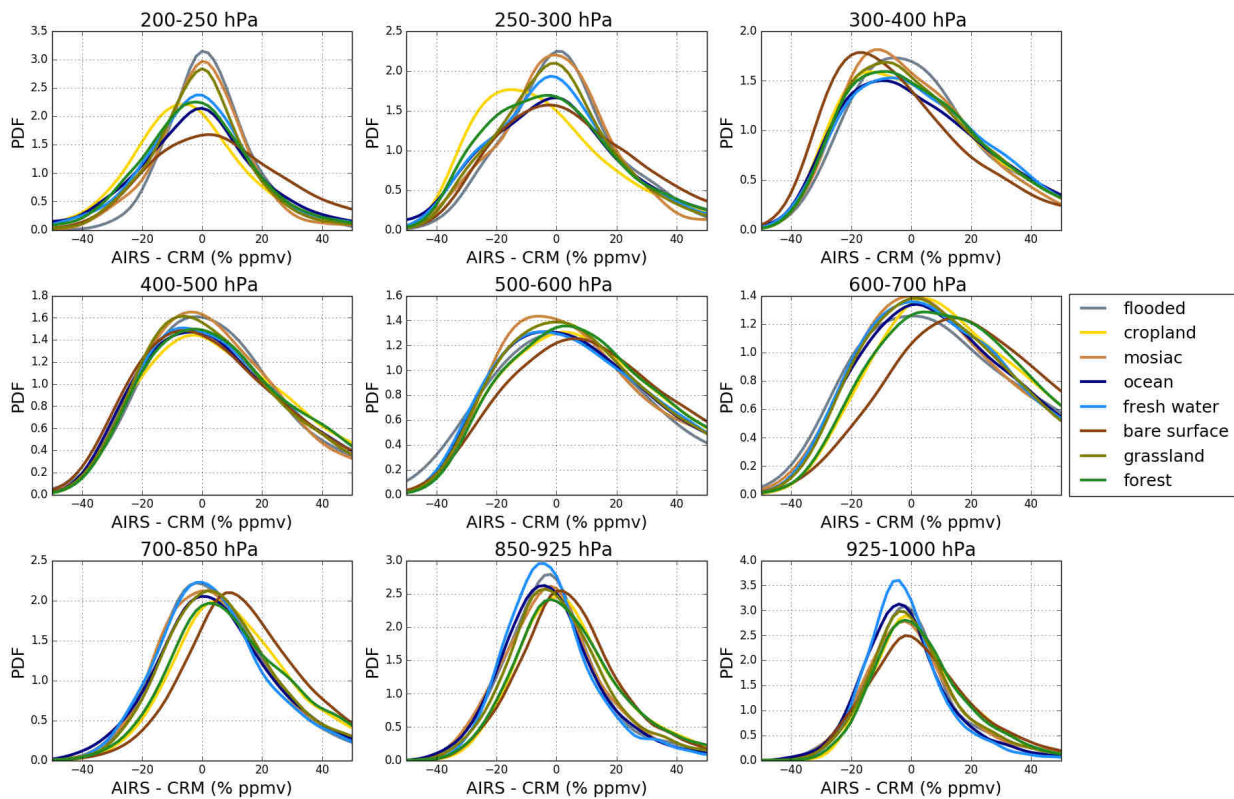 200-250 hPa
3.5
3.0
2.5
2.0
1.5
1.0
0.5
0.0
PDF
−40 −20 0 20 40
AIRS - CRM (% ppmv)
250-300 hPa
2.5
2.0
1.5
1.0
0.5
0.0
PDF
−40 −20 0 20 40
AIRS - CRM (% ppmv)
300-400 hPa
2.0
1.5
1.0
0.5
0.0
PDF
−40 −20 0 20 40
AIRS - CRM (% ppmv)
400-500 hPa
1.8
1.6
1.4
1.2
1.0
0.8
0.6
0.4
0.2
0.0
PDF
−40 −20 0 20 40
AIRS - CRM (% ppmv)
500-600 hPa
1.6
1.4
1.2
1.0
0.8
0.6
0.4
0.2
0.0
PDF
−40 −20 0 20 40
AIRS - CRM (% ppmv)
600-700 hPa
1.4
1.2
1.0
0.8
0.6
0.4
0.2
0.0
PDF
−40 −20 0 20 40
AIRS - CRM (% ppmv)
flooded
cropland
mosiac
ocean
fresh water
bare surface
grassland
forest
700-850 hPa
2.5
2.0
1.5
1.0
0.5
0.0
PDF
−40 −20 0 20 40
AIRS - CRM (% ppmv)
850-925 hPa
3.0
2.5
2.0
1.5
1.0
0.5
0.0
PDF
−40 −20 0 20 40
AIRS - CRM (% ppmv)
925-1000 hPa
4.0
3.5
3.0
2.5
2.0
1.5
1.0
0.5
0.0
PDF
−40 −20 0 20 40
AIRS - CRM (% ppmv)